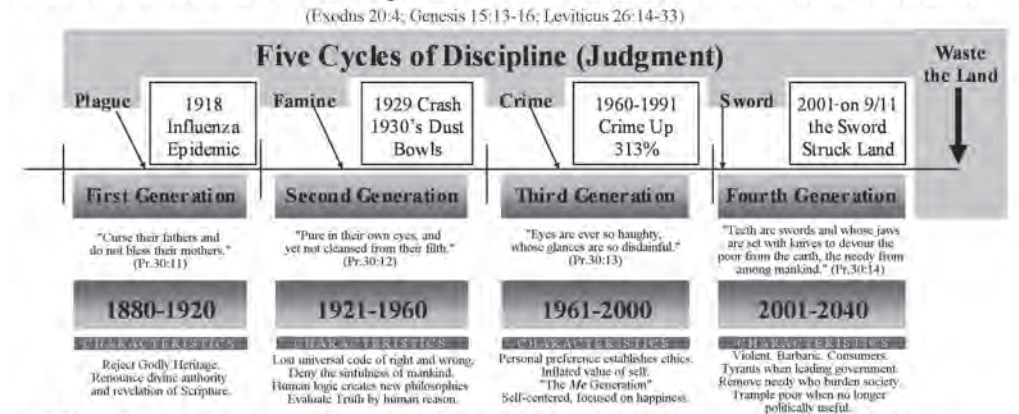 (Exodus 20:4; Genesis 15:13-16; Leviticus 26:14-33)
Five Cycles of Discipline (Judgment)
Waste
the Land
Plague
1918
Influenza
Epidemic
Famine
1929 Crash
1930's Dust
Bowls
Crime
1960-1991
Crime Up
313%
Sword
2001-on 9/11
the Sword
Struck Land
First Generation
Second Generation
Third Generation
Fourth Generation
"Curse their fathers and
do not bless their mothers."
(Pr.30:11)
"Pure in their own eyes, and
yet not cleansed from their filth."
(Pr.30:12)
"Eyes are ever so haughty,
whose glances are so disdainful."
(Pr.30:13)
"Teeth are swords and whose jaws
are set with knives to devour the
poor from the earth, the needy from
among mankind." (Pr.30:14)
1880-1920
1921-1960
1961-2000
2001-2040
CHARACTERISTICS
CHARACTERISTICS
CHARACTERISTICS
CHARACTERISTICS
Reject Godly Heritage.
Renounce divine authority
and revelation of Scripture.
Lost universal code of right and wrong.
Deny the sinfulness of mankind.
Human logic creates new philosophies
Evaluate Truth by human reason.
Personal preference establishes ethics.
Inflated value of self.
"The Me Generation"
Self-centered, focused on happiness.
Violent. Barbaric. Consumers.
Tyrants when leading government.
Remove needy who burden society.
Trample poor when no longer
politically useful.